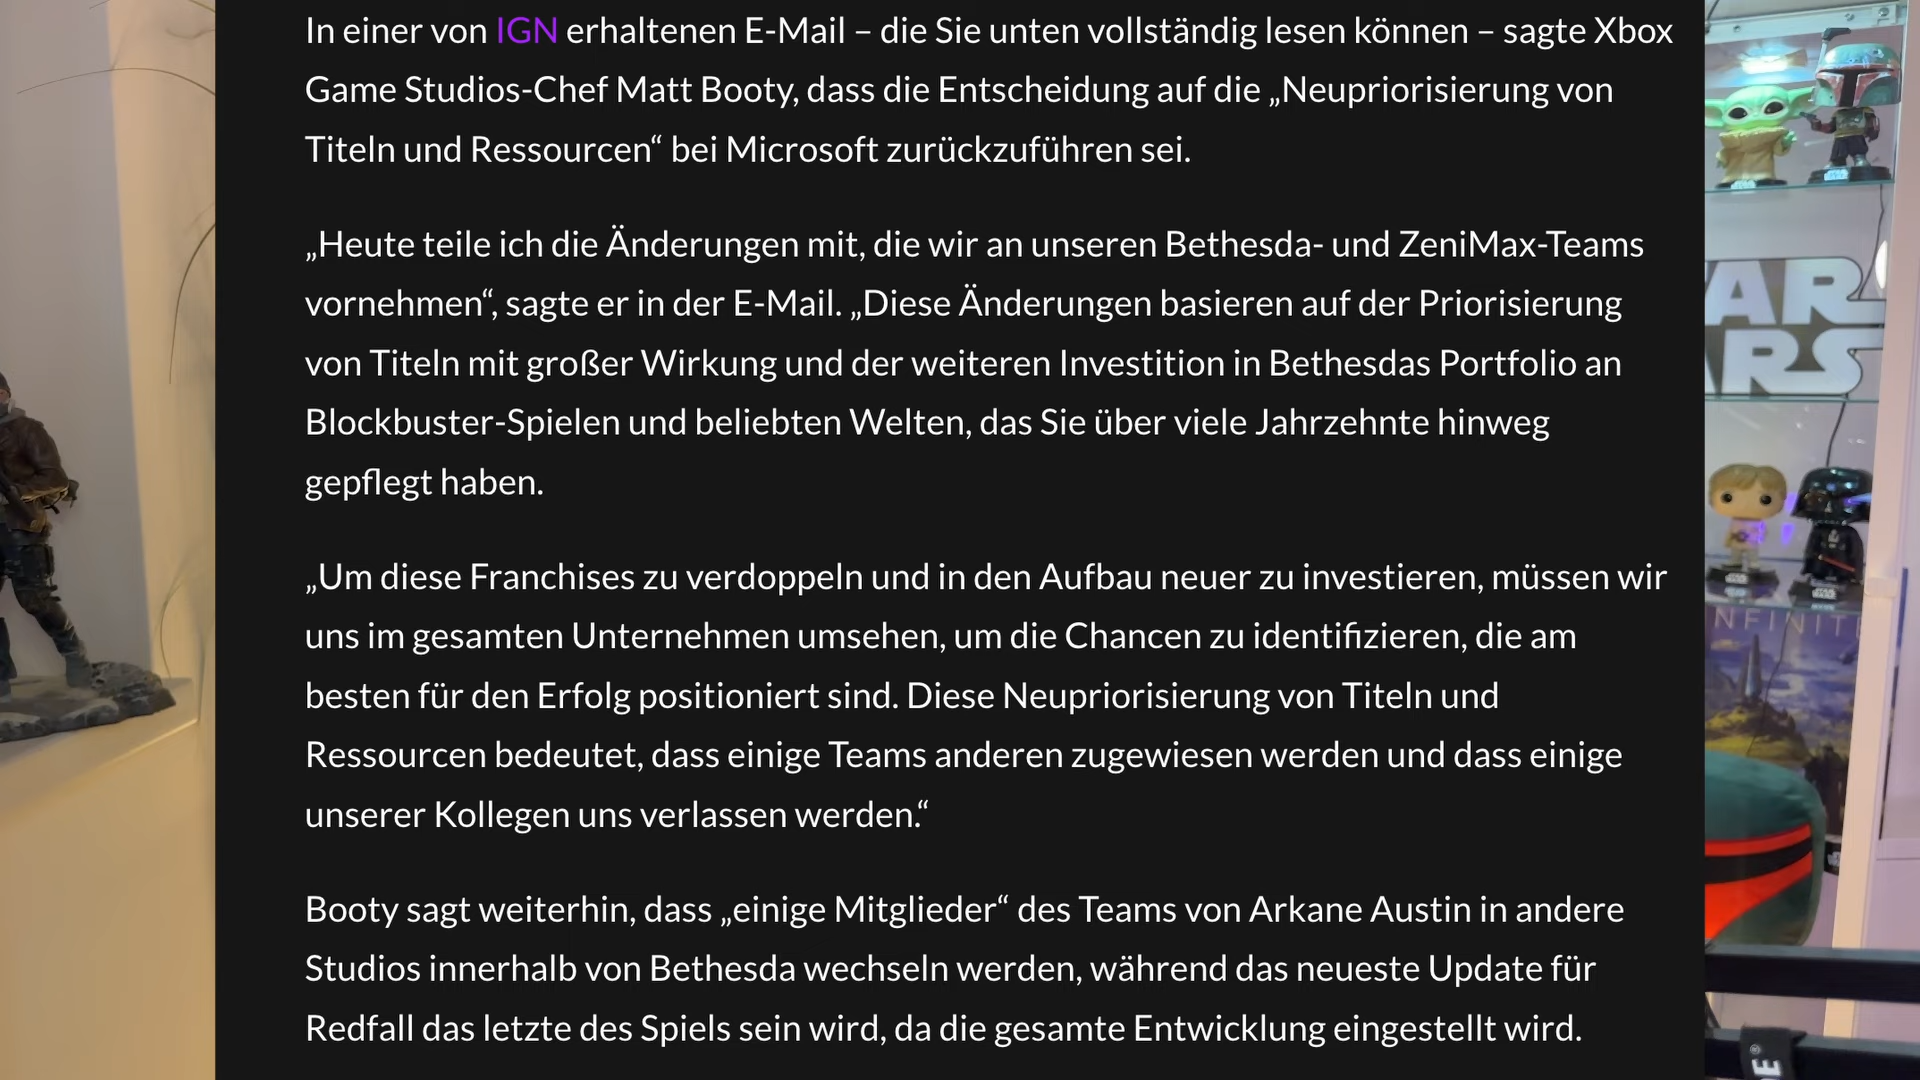 In einer von IGN erhaltenen E-Mail – die Sie unten vollständig lesen können – sagte Xbox
Game Studios-Chef Matt Booty, dass die Entscheidung auf die „Neupriorisierung von
Titeln und Ressourcen“ bei Microsoft zurückzuführen sei.
„Heute teile ich die Änderungen mit, die wir an unseren Bethesda- und ZeniMax-Teams
vornehmen“, sagte er in der E-Mail. „Diese Änderungen basieren auf der Priorisierung
von Titeln mit großer Wirkung und der weiteren Investition in Bethesdas Portfolio an
Blockbuster-Spielen und beliebten Welten, das Sie über viele Jahrzehnte hinweg
gepflegt haben.
„Um diese Franchises zu verdoppeln und in den Aufbau neuer zu investieren, müssen wir
uns im gesamten Unternehmen umsehen, um die Chancen zu identifizieren, die am
besten für den Erfolg positioniert sind. Diese Neupriorisierung von Titeln und
Ressourcen bedeutet, dass einige Teams anderen zugewiesen werden und dass einige
unserer Kollegen uns verlassen werden.“
Booty sagt weiterhin, dass „einige Mitglieder“ des Teams von Arkane Austin in andere
Studios innerhalb von Bethesda wechseln werden, während das neueste Update für
Redfall das letzte des Spiels sein wird, da die gesamte Entwicklung eingestellt wird.
AR
ARS
NFINIT